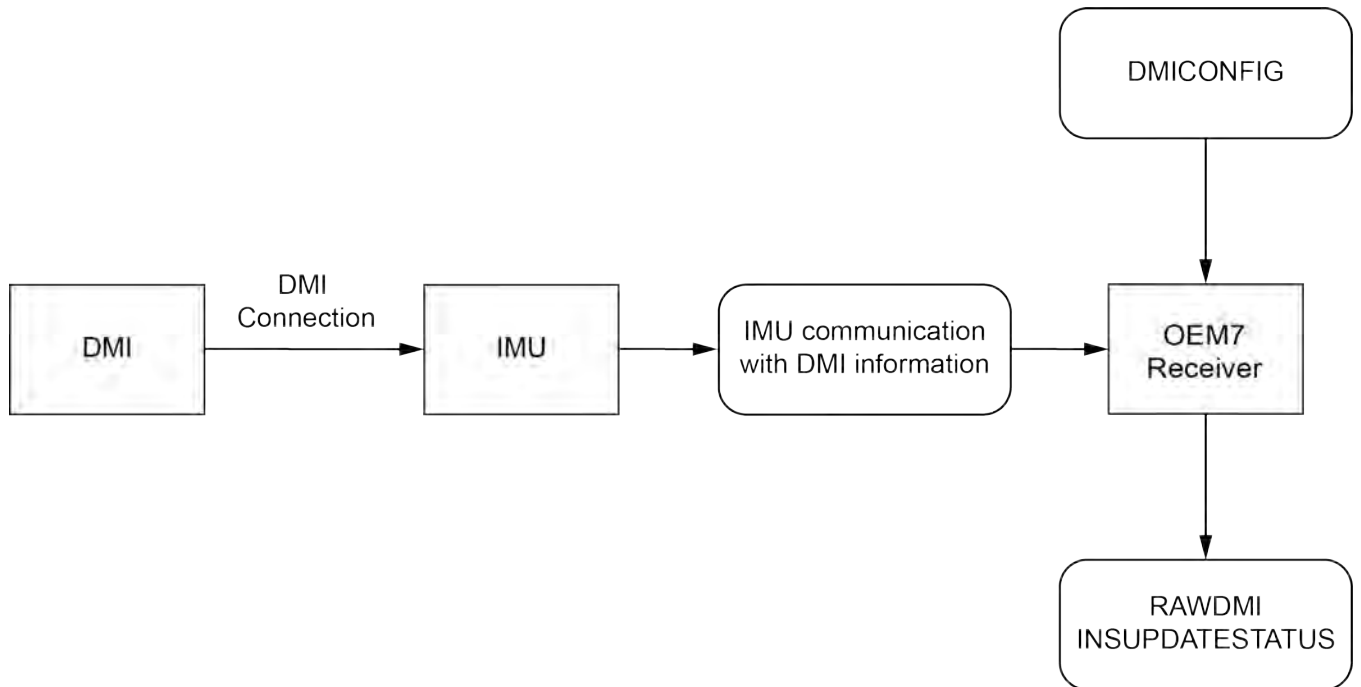 DMICONFIG
DMI
Connection
DMI
IMU
IMU communication
with DMI information
OEM7
Receiver
RAWDMI
INSUPDATESTATUS